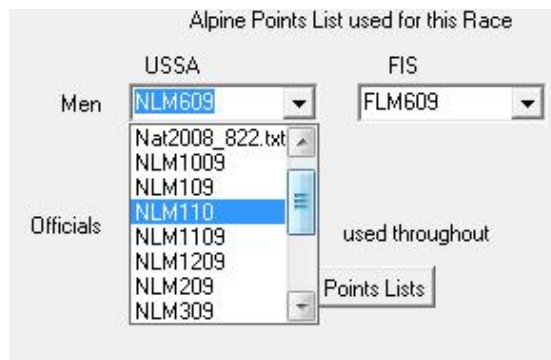 Alpine Points List used for this Race
USSA FIS
Men NLM609 FLM609
Nat2008_822.txt
NLM1009
NLM109
NLM110
Officials NLM1109 used throughout
NLM1209
NLM209 Points Lists
NLM309